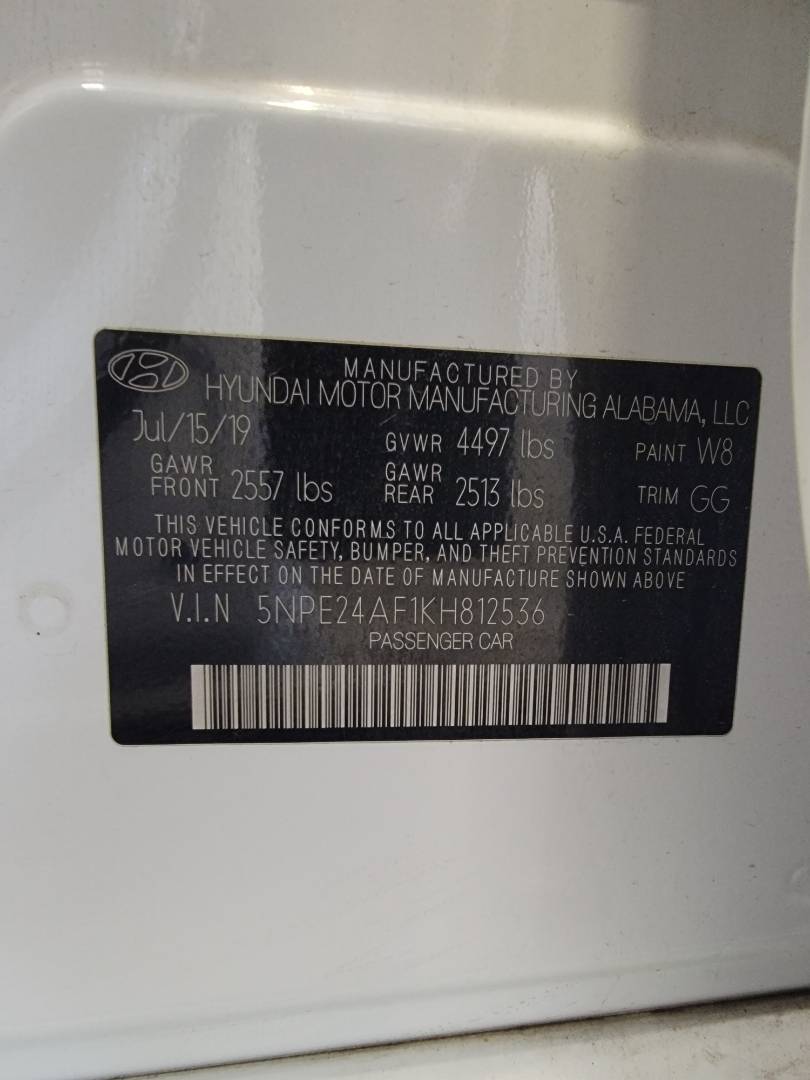 MANUFACTURED BY
HYUNDAI MOTOR MANUFACTURING ALABAMA, LLC
Jul/15/19 GVWR 4497 lbs PAINT W8
GAWR FRONT 2557 lbs GAWR REAR 2513 lbs TRIM GG
THIS VEHICLE CONFORMS TO ALL APPLICABLE U.S.A. FEDERAL
MOTOR VEHICLE SAFETY, BUMPER, AND THEFT PREVENTION STANDARDS
IN EFFECT ON THE DATE OF MANUFACTURE SHOWN ABOVE
V.I.N 5NPE24AF1KH812536
PASSENGER CAR